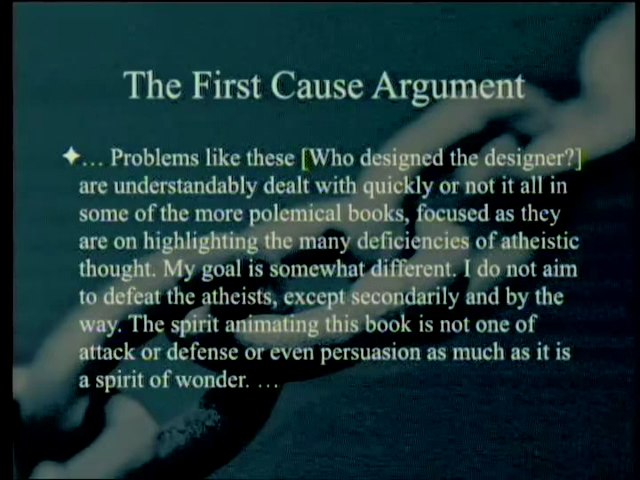 The First Cause Argument
… Problems like these [Who designed the designer?]
are understandably dealt with quickly or not it all in
some of the more polemical books, focused as they
are on highlighting the many deficiencies of atheistic
thought. My goal is somewhat different. I do not aim
to defeat the atheists, except secondarily and by the
way. The spirit animating this book is not one of
attack or defense or even persuasion as much as it is
a spirit of wonder. …